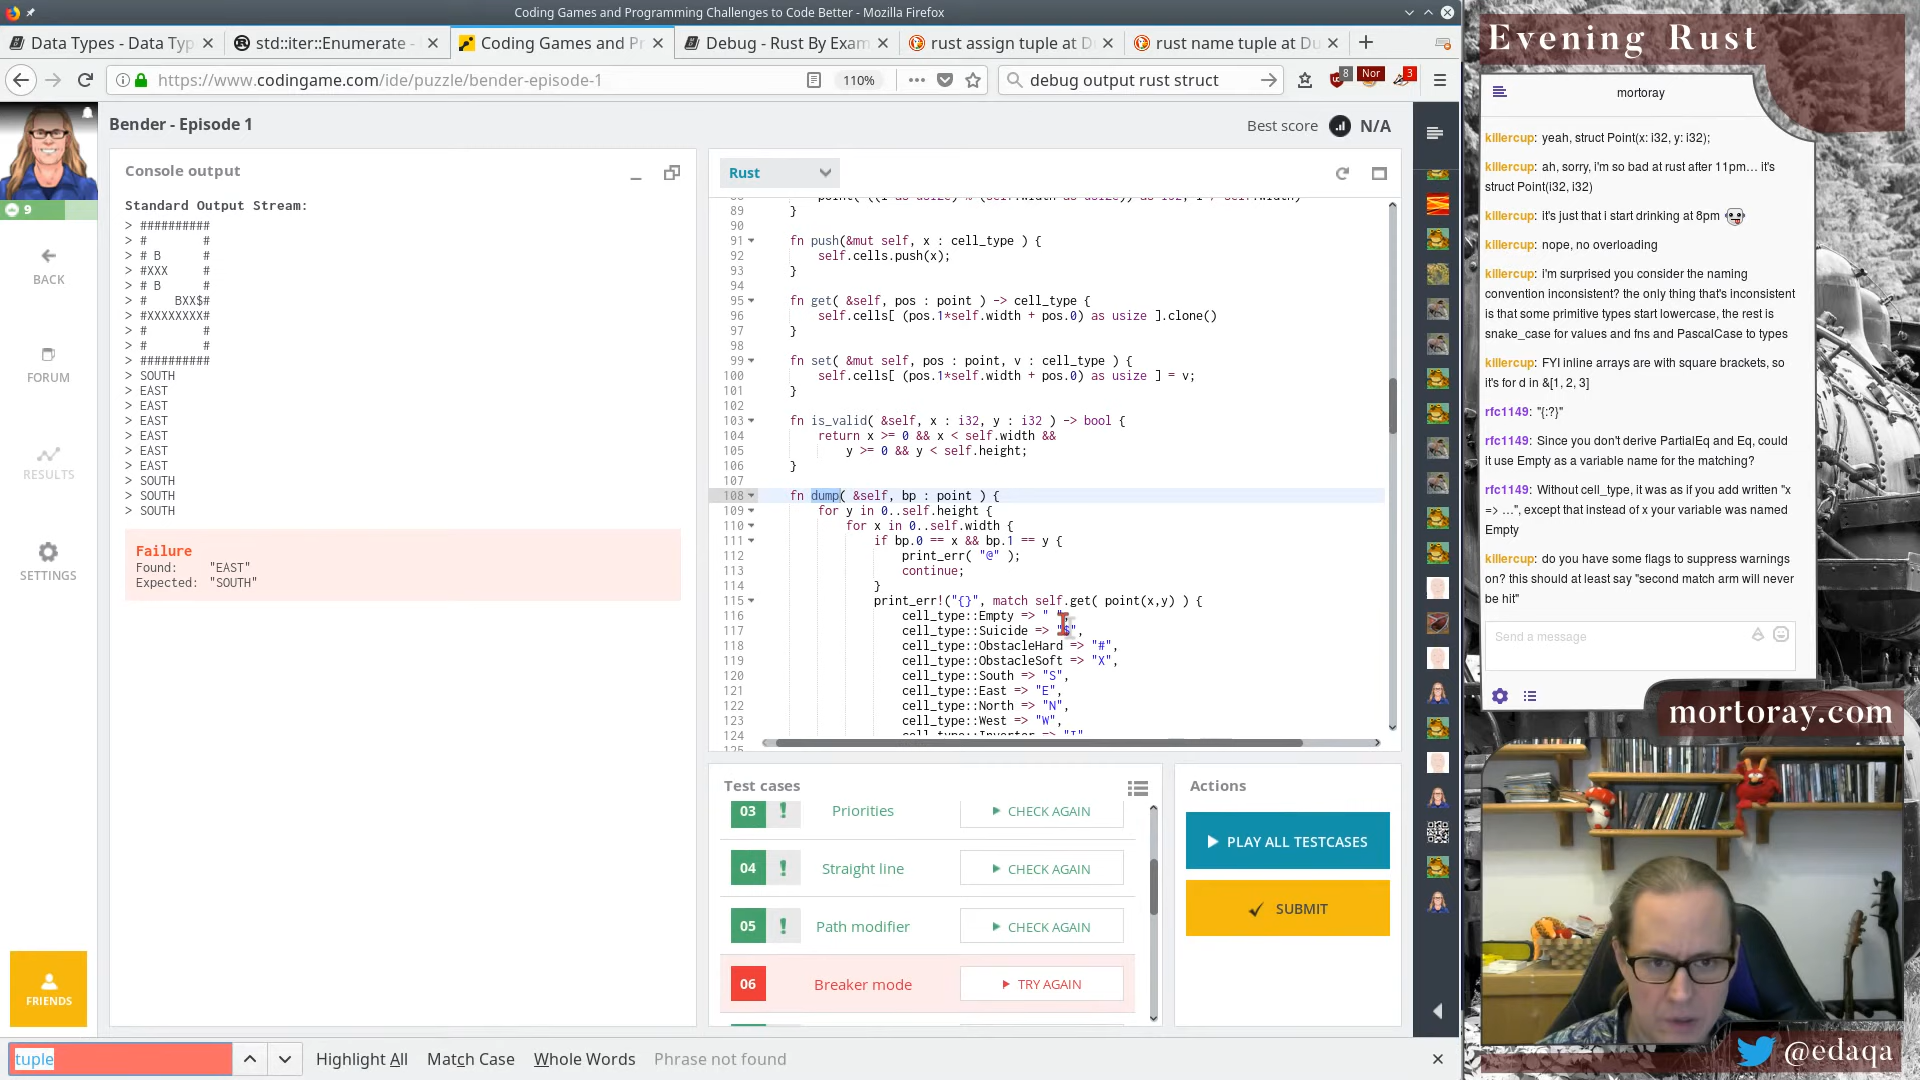 Coding Games and Programming Challenges to Code Better - Mozilla Firefox
Data Types - Data Typ
std::iter::Enumerate -
Coding Games and Pr
Debug - Rust By Exam
rust assign tuple at D
rust name tuple at Du
https://www.codingame.com/ide/puzzle/bender-episode-1
110%
debug output rust struct
8
Nor
3
Bender - Episode 1
Best score
N/A
9
BACK
FORUM
RESULTS
SETTINGS
FRIENDS
Console output
Standard Output Stream:
> ##########
> #        #
> # B      #
> #XXX     #
> # B      #
> #    BXX$#
> #XXXXXXXX#
> #        #
> #        #
> ##########
> SOUTH
> EAST
> EAST
> EAST
> EAST
> EAST
> EAST
> SOUTH
> SOUTH
> SOUTH
Failure
Found: "EAST"
Expected: "SOUTH"
Rust
89 }
90
91 fn push(&mut self, x : cell_type ) {
92 self.cells.push(x);
93 }
94
95 fn get( &self, pos : point ) -> cell_type {
96 self.cells[ (pos.1*self.width + pos.0) as usize ].clone()
97 }
98
99 fn set( &mut self, pos : point, v : cell_type ) {
100 self.cells[ (pos.1*self.width + pos.0) as usize ] = v;
101 }
102
103 fn is_valid( &self, x : i32, y : i32 ) -> bool {
104 return x >= 0 && x < self.width &&
105 y >= 0 && y < self.height;
106 }
107
108 fn dump( &self, bp : point ) {
109 for y in 0..self.height {
110 for x in 0..self.width {
111 if bp.0 == x && bp.1 == y {
112 print_err( "@" );
113 continue;
114 }
115 print_err!("{}", match self.get( point(x,y) ) {
116 cell_type::Empty => " ",
117 cell_type::Suicide => "$",
118 cell_type::ObstacleHard => "#",
119 cell_type::ObstacleSoft => "X",
120 cell_type::South => "S",
121 cell_type::East => "E",
122 cell_type::North => "N",
123 cell_type::West => "W",
124 cell_type::Inverter => "I",
125
Test cases
03 Priorities CHECK AGAIN
04 Straight line CHECK AGAIN
05 Path modifier CHECK AGAIN
06 Breaker mode TRY AGAIN
Actions
PLAY ALL TESTCASES
SUBMIT
tuple
Highlight All
Match Case
Whole Words
Phrase not found
Evening Rust
mortoray
killercup: yeah, struct Point(x: i32, y: i32);
killercup: ah, sorry, i'm so bad at rust after 11pm… it's
struct Point(i32, i32)
killercup: it's just that i start drinking at 8pm
killercup: nope, no overloading
killercup: i'm surprised you consider the naming
convention inconsistent? the only thing that's inconsistent
is that some primitive types start lowercase, the rest is
snake_case for values and fns and PascalCase to types
killercup: FYI inline arrays are with square brackets, so
it's for d in &[1, 2, 3]
rfc1149: "{:?}"
rfc1149: Since you don't derive PartialEq and Eq, could
it use Empty as a variable name for the matching?
rfc1149: Without cell_type, it was as if you add written "x
=> …", except that instead of x your variable was named
Empty
killercup: do you have some flags to suppress warnings
on? this should at least say "second match arm will never
be hit"
Send a message
mortoray.com
@edaqa